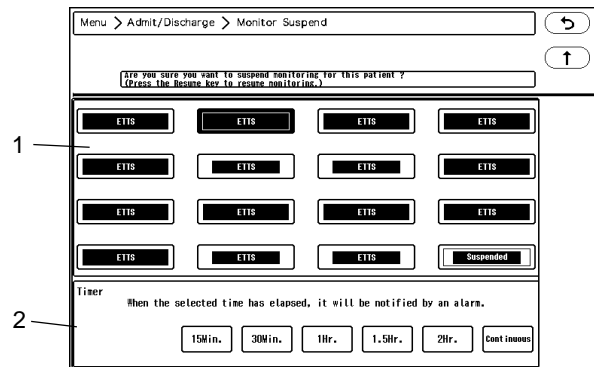 Menu > Admit/Discharge > Monitor Suspend
Are you sure you want to suspend monitoring for this patient ?
(Press the Resume key to resume monitoring.)
1
ETTS ETTS ETTS ETTS
ETTS ETTS ETTS ETTS
ETTS ETTS ETTS ETTS
ETTS ETTS ETTS Suspended
Timer
When the selected time has elapsed, it will be notified by an alarm.
2
15Min. 30Min. 1Hr. 1.5Hr. 2Hr. Continuous